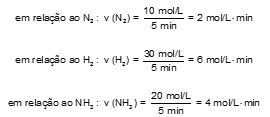 em relação ao N₂ : v (N₂) = 10 mol/L / 5 min = 2 mol/L·min
em relação ao H₂ : v (H₂) = 30 mol/L / 5 min = 6 mol/L·min
em relação ao NH₃ : v (NH₃) = 20 mol/L / 5 min = 4 mol/L·min